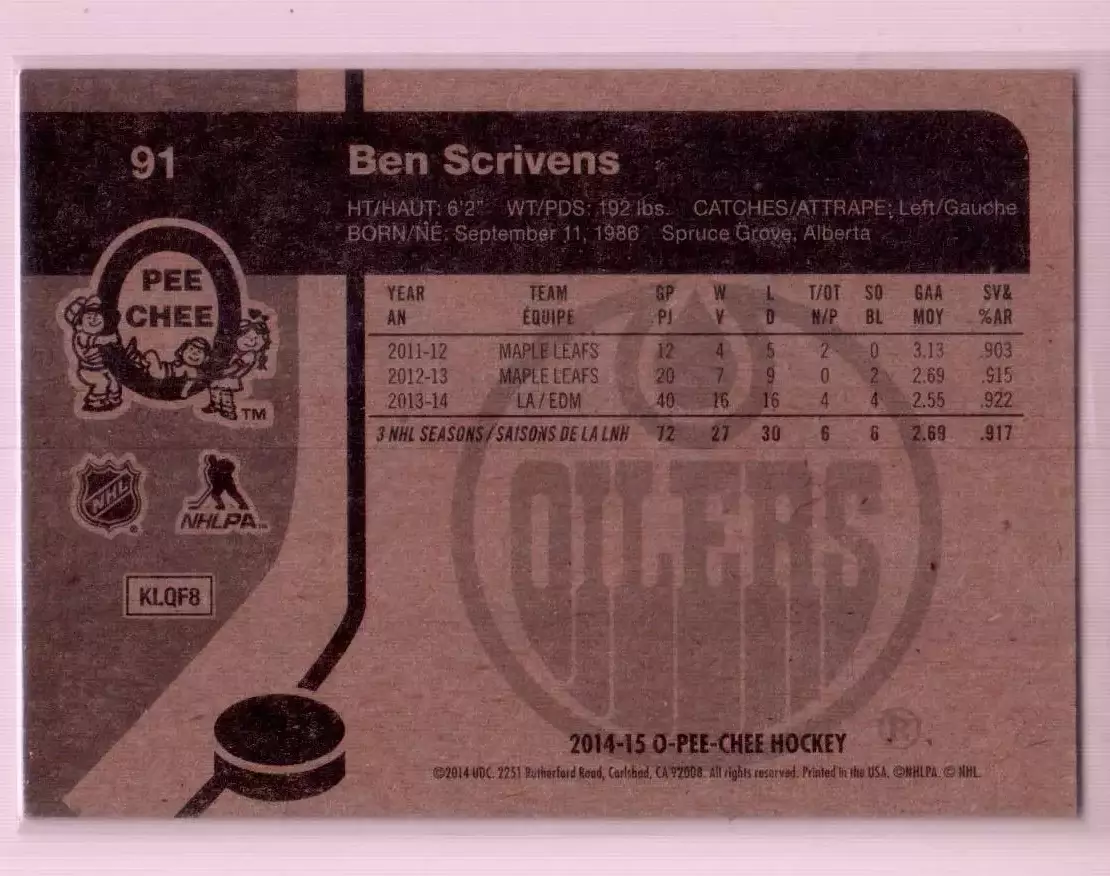 91
Ben Scrivens
HT/HAUT: 6'2" WT/PDS: 192 lbs. CATCHES/ATTRAPE: Left/Gauche
BORN/NÉ: September 11, 1986 Spruce Grove, Alberta
PEE
CHEE
TM
YEAR TEAM GP W L T/OT SO GAA SV&
AN ÉQUIPE PJ V D N/P BL MOY %AR
2011-12 MAPLE LEAFS 12 4 5 2 0 3.13 .903
2012-13 MAPLE LEAFS 20 7 9 0 2 2.69 .915
2013-14 LA / EDM 40 16 16 4 4 2.55 .922
3 NHL SEASONS / SAISONS DE LA LNH 72 27 30 6 6 2.69 .917
NHL ®
NHLPA™
KLQF8
OILERS
®
2014-15 O-PEE-CHEE HOCKEY
©2014 UDC. 2251 Rutherford Road, Carlsbad, CA 92008. All rights reserved. Printed in the USA. ©NHLPA. © NHL.